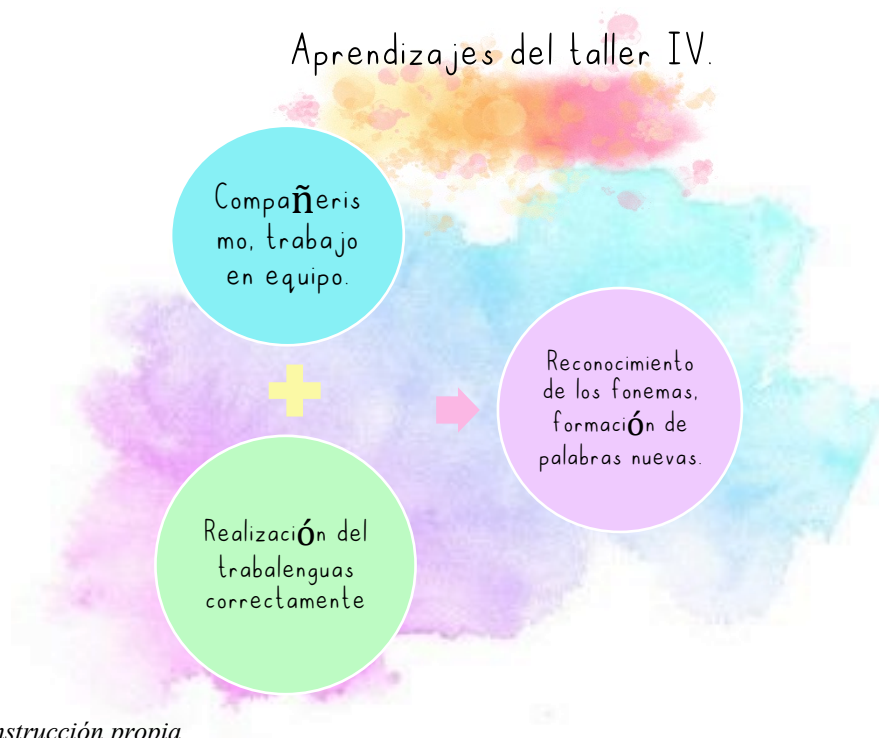 Aprendizajes del taller IV.
Compañeris
mo, trabajo
en equipo.
Realización del
trabalenguas
correctamente
Reconocimiento
de los fonemas,
formación de
palabras nuevas.
propia